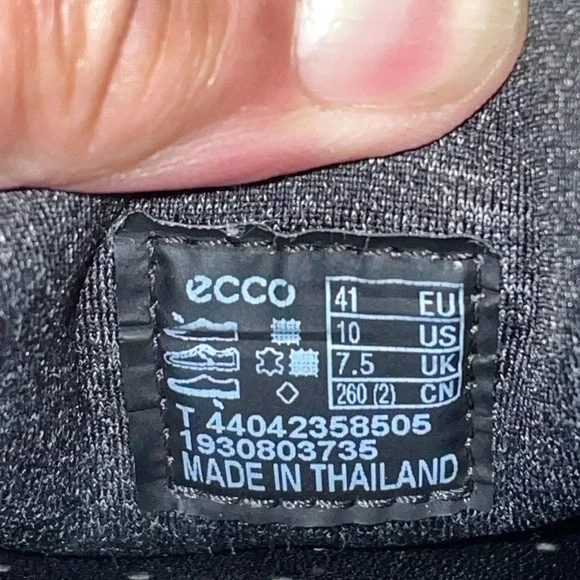 ecco
41 EU
10 US
7.5 UK
260 (2) CN
T 44042358505
1930803735
MADE IN THAILAND